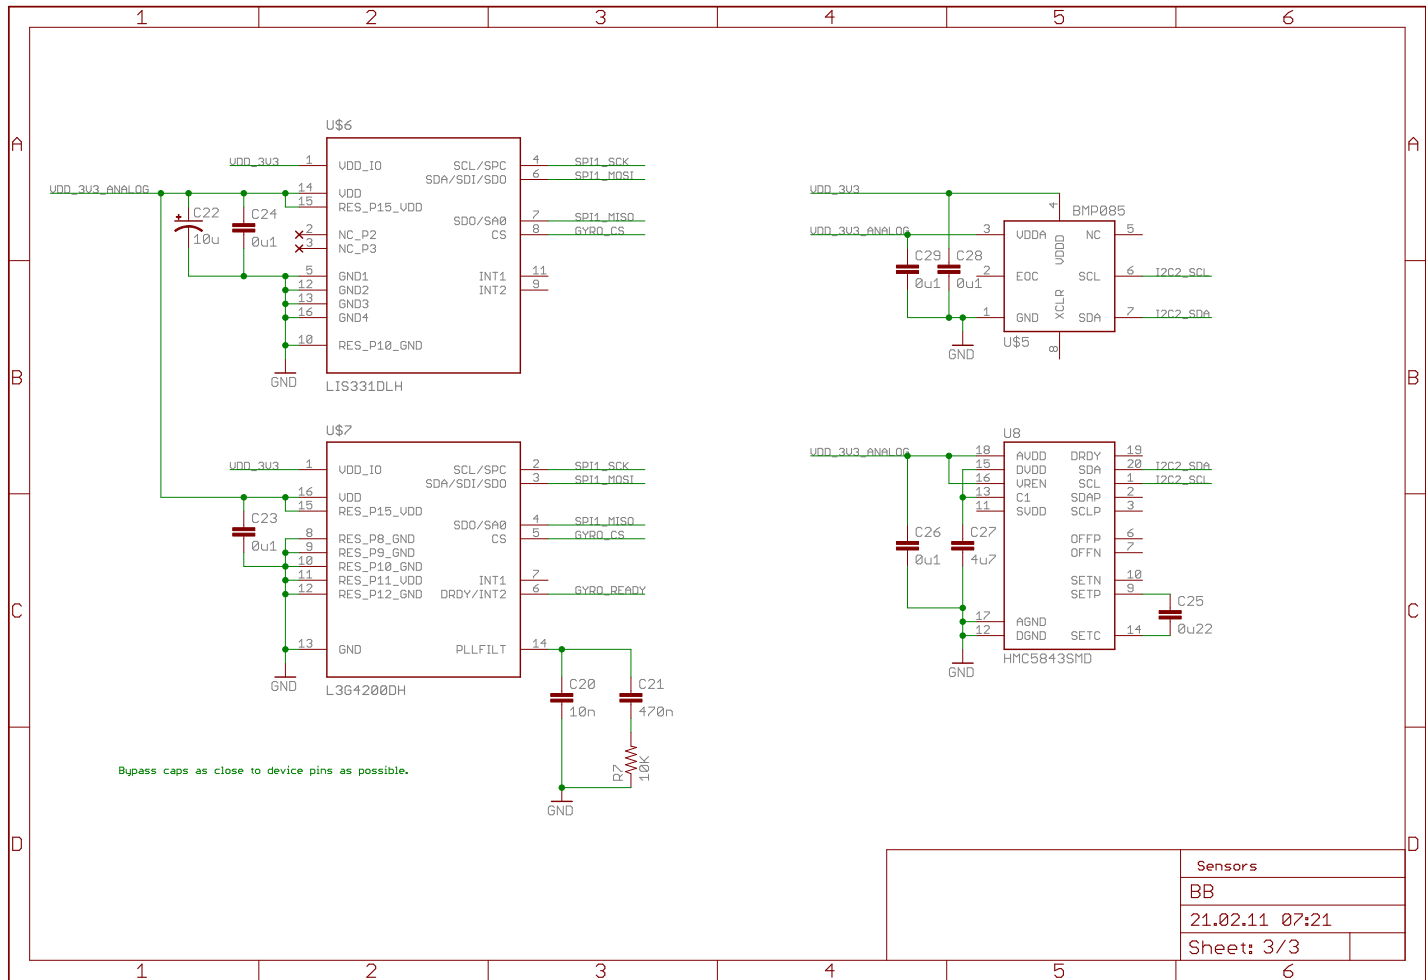 1 2 3 4 5 6
A A
B B
C C
D D
U$6
VDD_3V3 1 VDD_IO SCL/SPC 4 SPI1_SCK
SDA/SDI/SDO 6 SPI1_MOSI
VDD_3V3_ANALOG 14 VDD
15 RES_P15_VDD
C22 C24 SDO/SA0 7 SPI1_MISO
10u 0u1 2 NC_P2 CS 8 GYRO_CS
3 NC_P3
5 GND1 INT1 11
12 GND2 INT2 9
13 GND3
16 GND4
10 RES_P10_GND
GND
LIS331DLH
U$7
VDD_3V3 1 VDD_IO SCL/SPC 2 SPI1_SCK
SDA/SDI/SDO 3 SPI1_MOSI
16 VDD
15 RES_P15_VDD
C23 SDO/SA0 4 SPI1_MISO
0u1 8 RES_P8_GND CS 5 GYRO_CS
9 RES_P9_GND
10 RES_P10_GND
11 RES_P11_VDD INT1 7
12 RES_P12_GND DRDY/INT2 6 GYRO_READY
13 GND PLLFILT 14
GND
L3G4200DH
C20 C21
10n 470n
R7 10K
GND
Bypass caps as close to device pins as possible.
VDD_3V3
4 BMP085
VDD_3V3_ANALOG 3 VDDA VDDD NC 5
C29 C28 2 EOC SCL 6 I2C2_SCL
0u1 0u1
1 GND XCLR SDA 7 I2C2_SDA
U$5
8
GND
U8
VDD_3V3_ANALOG 18 AVDD DRDY 19
15 DVDD SDA 20 I2C2_SDA
16 VREN SCL 1 I2C2_SCL
13 C1 SDAP 2
11 SVDD SCLP 3
C26 C27 OFFP 6
0u1 4u7 OFFN 7
SETN 10
SETP 9
C25
0u22
17 AGND
12 DGND SETC 14
GND
HMC5843SMD
Sensors
BB
21.02.11 07:21
Sheet: 3/3
1 2 3 4 5 6